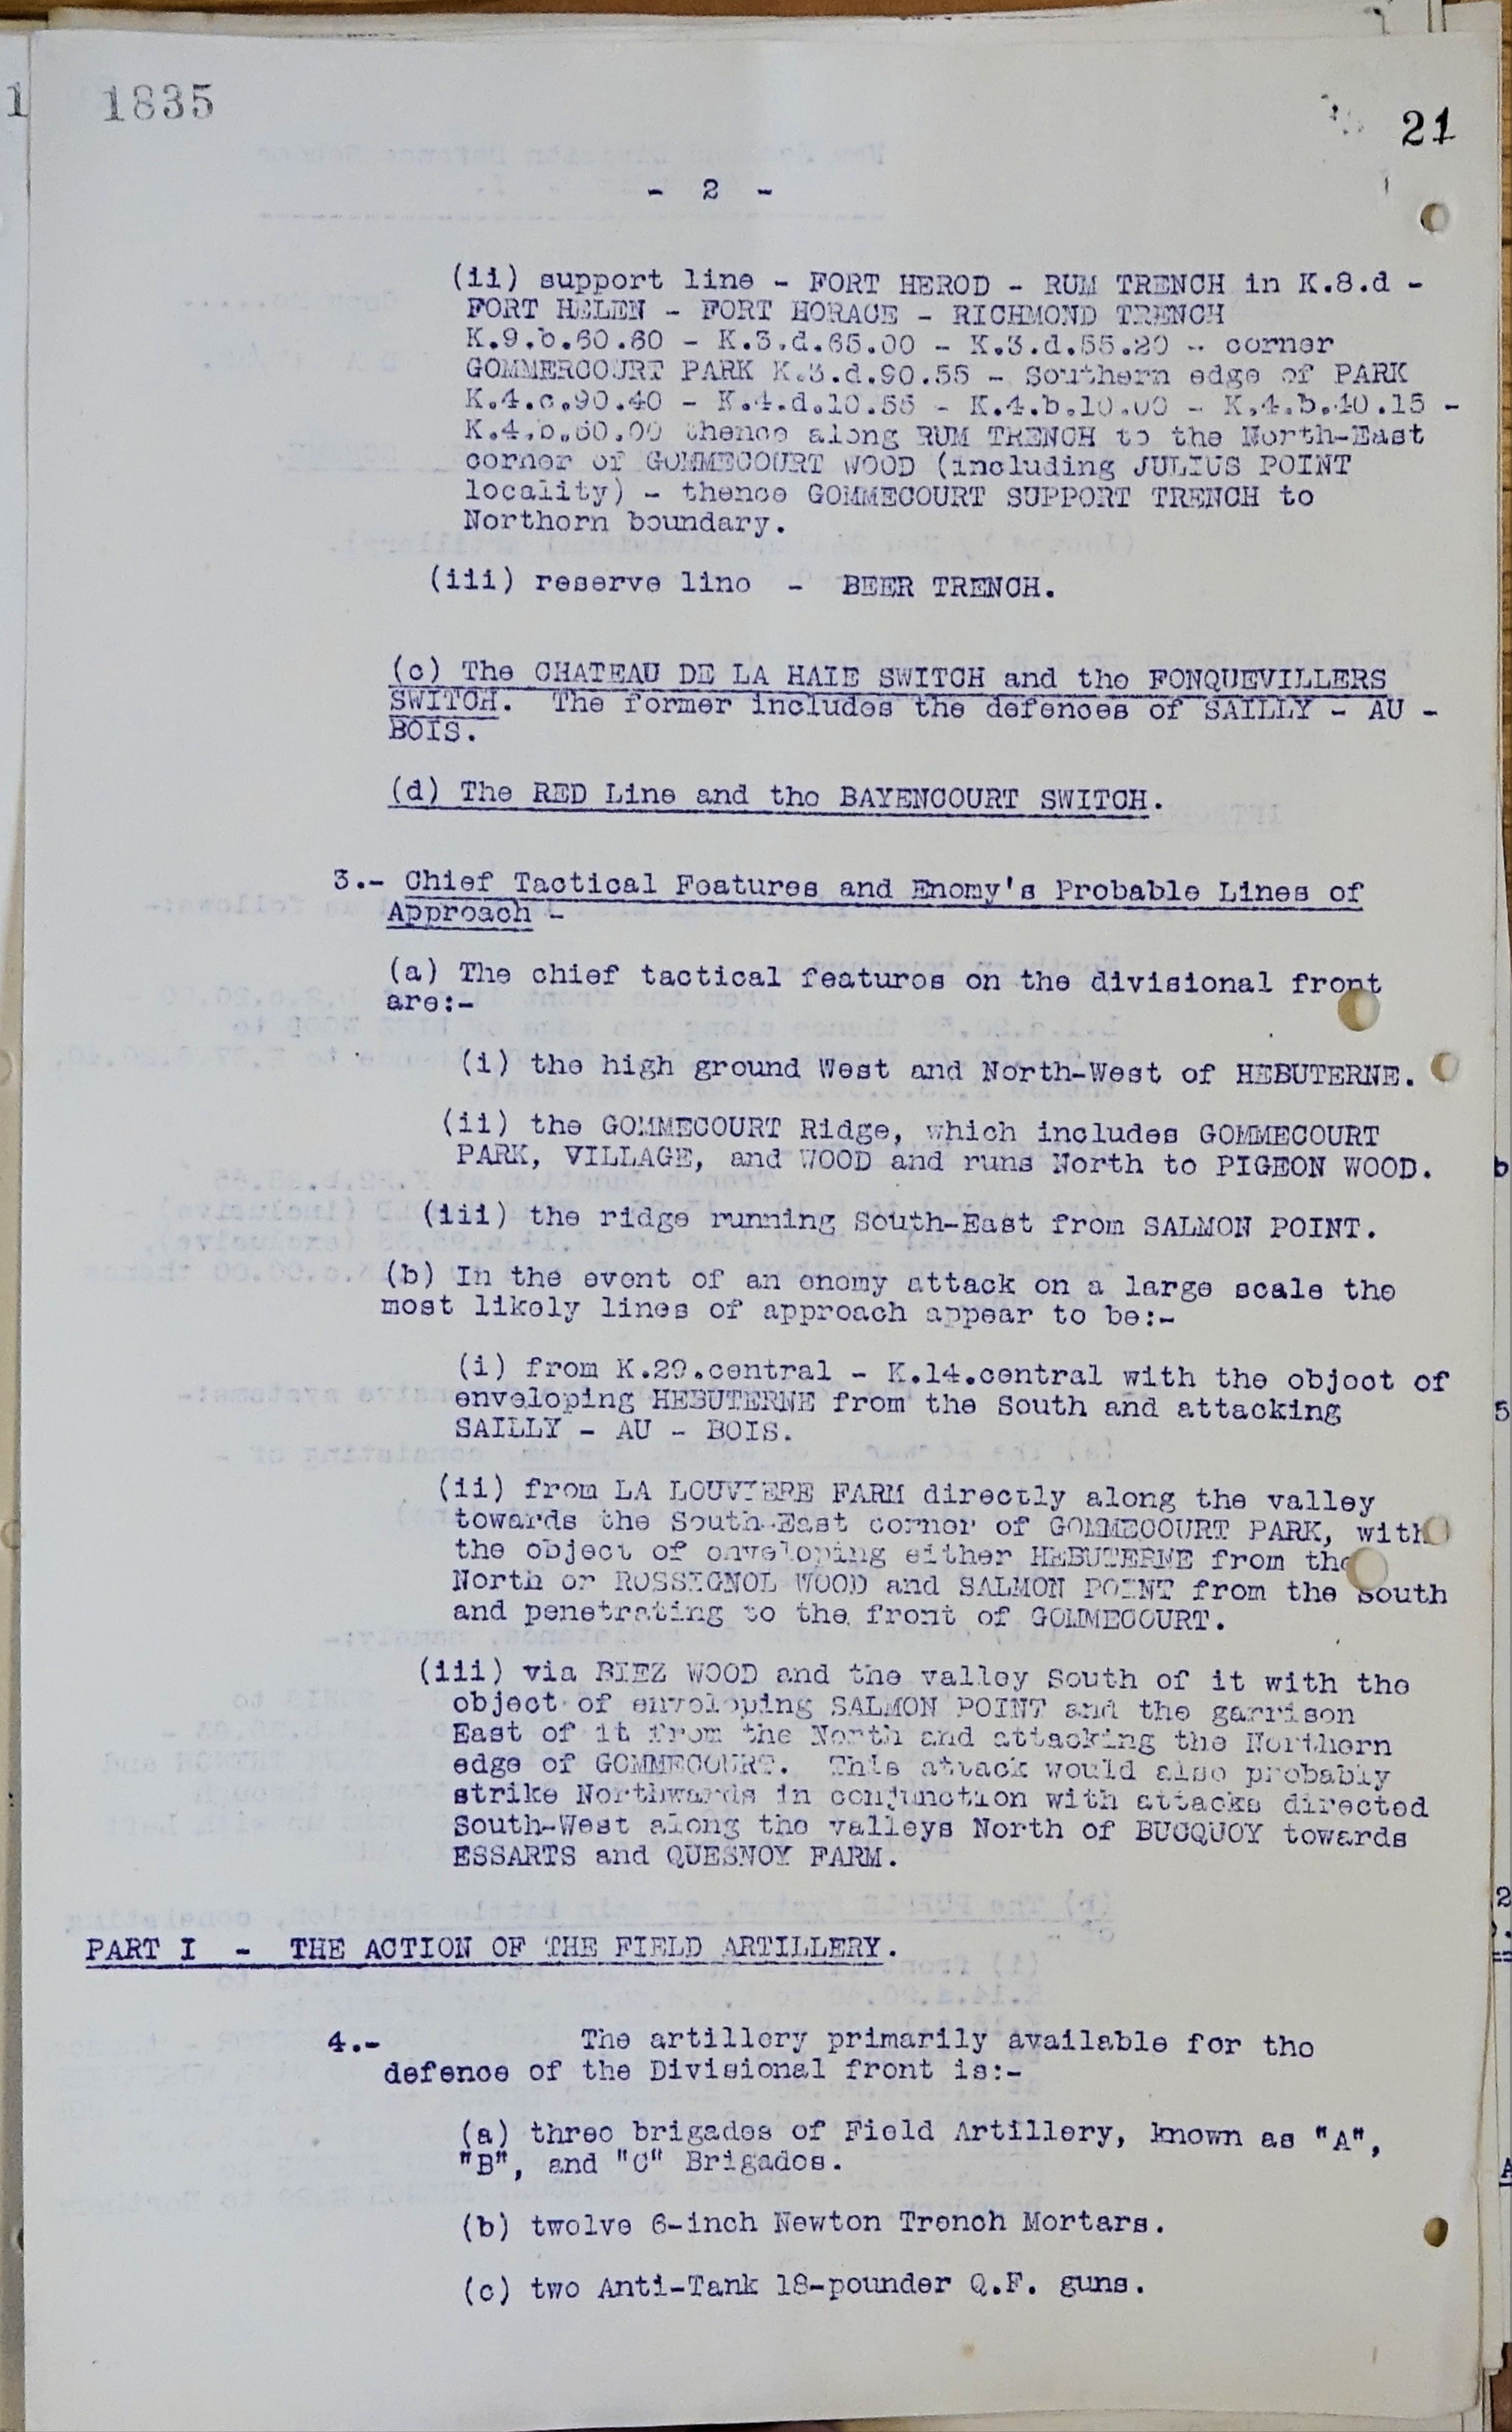 1835
21
- 2 -
(ii) support line - FORT HEROD - RUM TRENCH in K.8.d -
FORT HELEN - FORT HORACE - RICHMOND TRENCH
K.9.b.60.60 - K.3.d.65.00 - K.3.d.55.20 - corner
GOMMERCOURT PARK K.3.d.90.55 - Southern edge of PARK
K.4.c.90.40 - K.4.d.10.55 - K.4.b.10.00 - K.4.b.40.15 -
K.4.b.60.00 thence along RUM TRENCH to the North-East
corner of GOMMECOURT WOOD (including JULIUS POINT
locality) - thence GOMMECOURT SUPPORT TRENCH to
Northern boundary.
(iii) reserve line - BEER TRENCH.
(c) The CHATEAU DE LA HAIE SWITCH and the FONQUEVILLERS
SWITCH. The former includes the defences of SAILLY - AU -
BOIS.
(d) The RED Line and the BAYENCOURT SWITCH.
3.- Chief Tactical Features and Enemy's Probable Lines of
Approach -
(a) The chief tactical features on the divisional front
are:-
(i) the high ground West and North-West of HEBUTERNE.
(ii) the GOMMECOURT Ridge, which includes GOMMECOURT
PARK, VILLAGE, and WOOD and runs North to PIGEON WOOD.
(iii) the ridge running South-East from SALMON POINT.
(b) In the event of an enemy attack on a large scale the
most likely lines of approach appear to be:-
(i) from K.29.central - K.14.central with the object of
enveloping HEBUTERNE from the South and attacking
SAILLY - AU - BOIS.
(ii) from LA LOUVIERE FARM directly along the valley
towards the South-East corner of GOMMECOURT PARK, with
the object of enveloping either HEBUTERNE from the
North or ROSSIGNOL WOOD and SALMON POINT from the South
and penetrating to the front of GOMMECOURT.
(iii) via BIEZ WOOD and the valley South of it with the
object of enveloping SALMON POINT and the garrison
East of it from the North and attacking the Northern
edge of GOMMECOURT. This attack would also probably
strike Northwards in conjunction with attacks directed
South-West along the valleys North of BUCQUOY towards
ESSARTS and QUESNOY FARM.
PART I - THE ACTION OF THE FIELD ARTILLERY.
4.- The artillery primarily available for the
defence of the Divisional front is:-
(a) three brigades of Field Artillery, known as "A",
"B", and "C" Brigades.
(b) twelve 6-inch Newton Trench Mortars.
(c) two Anti-Tank 18-pounder Q.F. guns.